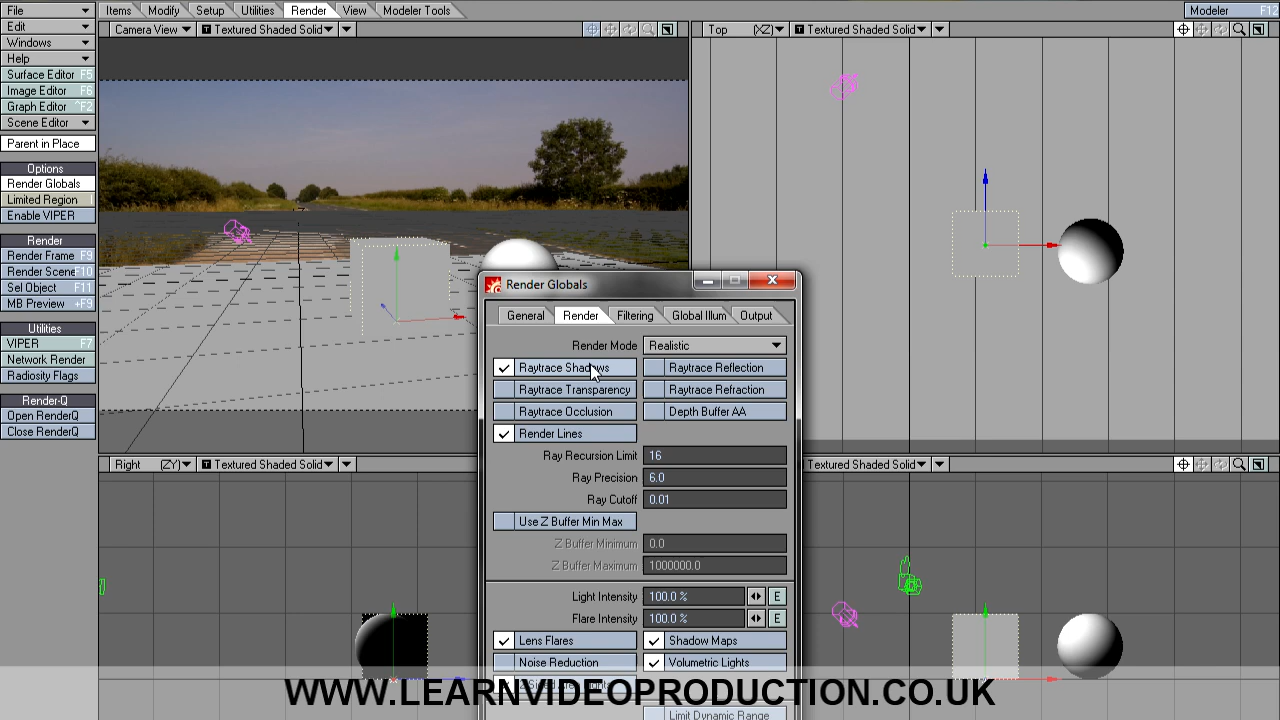 File
Edit
Windows
Help
Surface Editor F5
Image Editor F6
Graph Editor ^F2
Scene Editor
Parent in Place
Options
Render Globals
Limited Region l
Enable VIPER
Render
Render Frame F9
Render Scene F10
Sel Object F11
MB Preview +F9
Utilities
VIPER F7
Network Render
Radiosity Flags
Render-Q
Open RenderQ
Close RenderQ
Items Modify Setup Utilities Render View Modeler Tools
Modeler F12
Camera View Textured Shaded Solid
Top (XZ) Textured Shaded Solid
Right (ZY) Textured Shaded Solid
Textured Shaded Solid
Render Globals
General Render Filtering Global Illum Output
Render Mode Realistic
Raytrace Shadows Raytrace Reflection
Raytrace Transparency Raytrace Refraction
Raytrace Occlusion Depth Buffer AA
Render Lines
Ray Recursion Limit 16
Ray Precision 6.0
Ray Cutoff 0.01
Use Z Buffer Min Max
Z Buffer Minimum 0.0
Z Buffer Maximum 1000000.0
Light Intensity 100.0 % E
Flare Intensity 100.0 % E
Lens Flares Shadow Maps
Noise Reduction Volumetric Lights
WWW.LEARNVIDEOPRODUCTION.CO.UK
Limit Dynamic Range